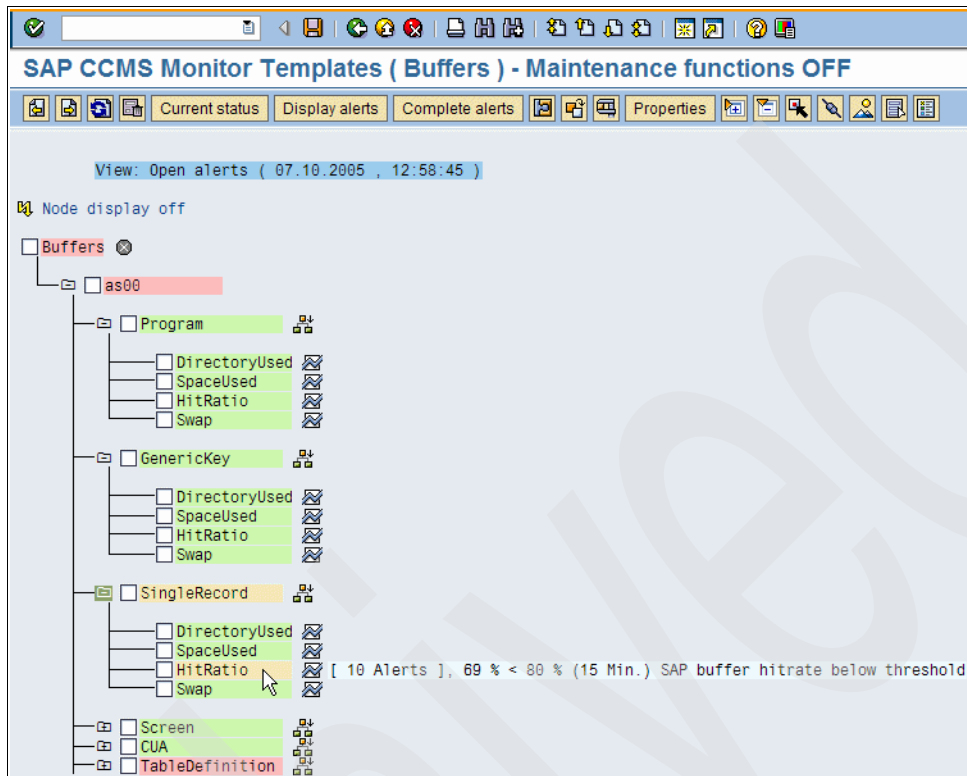 SAP CCMS Monitor Templates ( Buffers ) - Maintenance functions OFF
Current status Display alerts Complete alerts Properties
View: Open alerts ( 07.10.2005 , 12:58:45 )
Node display off
Buffers
as00
Program
DirectoryUsed
SpaceUsed
HitRatio
Swap
GenericKey
DirectoryUsed
SpaceUsed
HitRatio
Swap
SingleRecord
DirectoryUsed
SpaceUsed
HitRatio [ 10 Alerts ], 69 % < 80 % (15 Min.) SAP buffer hitrate below threshold
Swap
Screen
CUA
TableDefinition